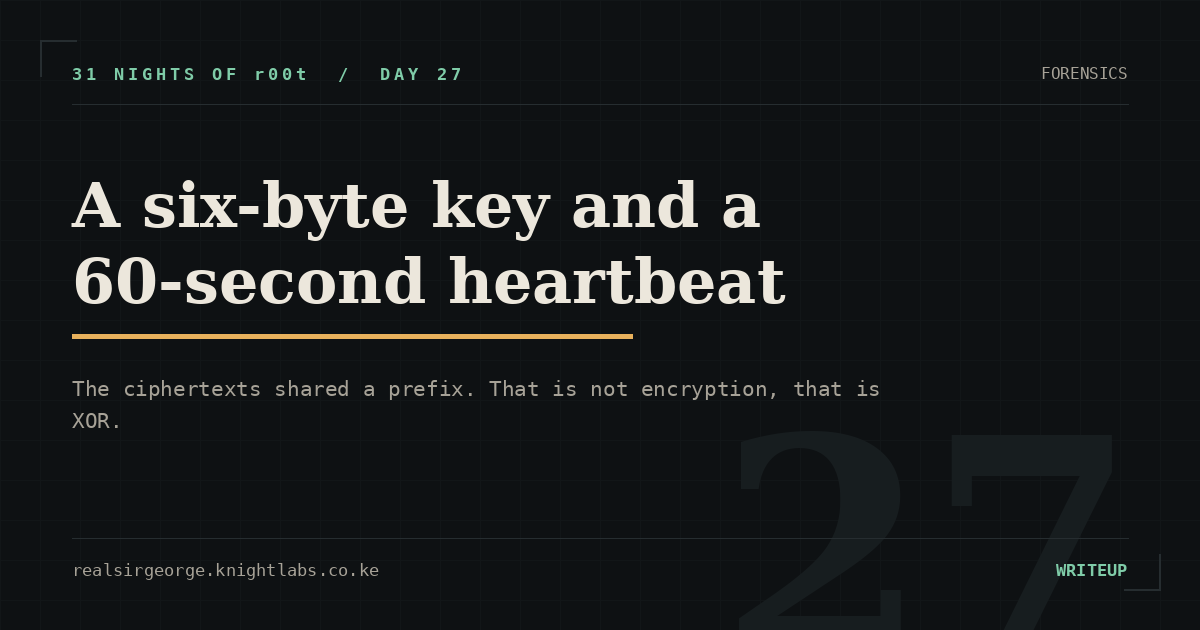 31 NIGHTS OF r00t / DAY 27
FORENSICS
A six-byte key and a
60-second heartbeat
The ciphertexts shared a prefix. That is not encryption, that is
XOR.
27
realsirgeorge.knightlabs.co.ke
WRITEUP